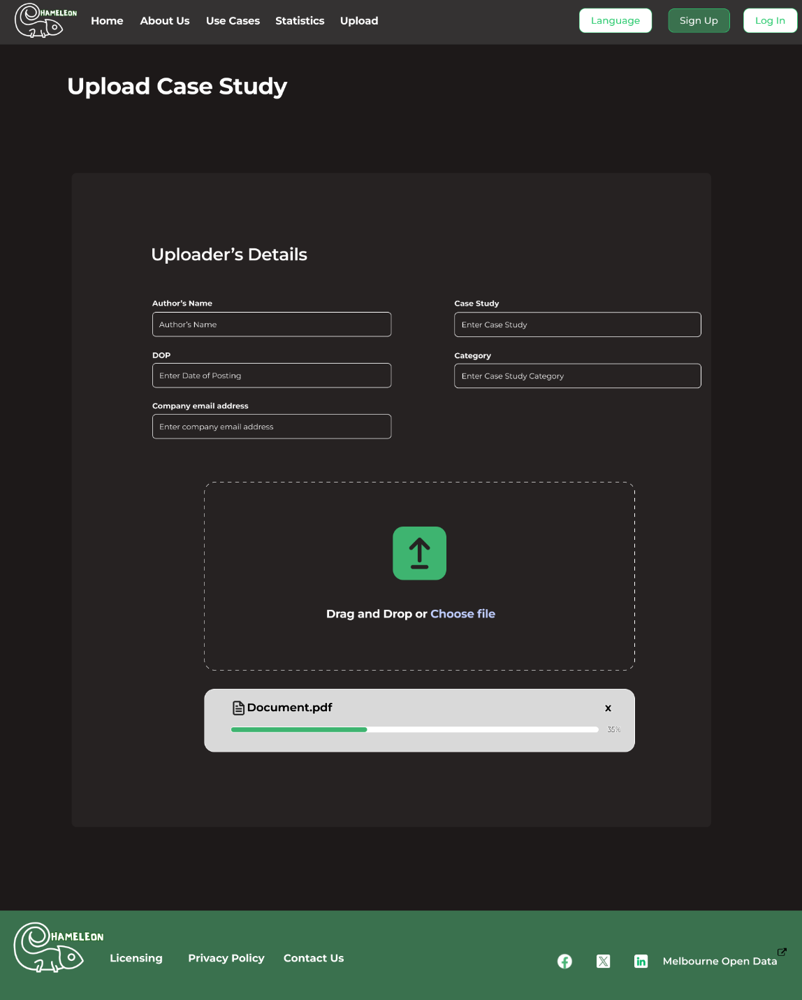 HAMELEON Home About Us Use Cases Statistics Upload Language Sign Up Log In
Upload Case Study
Uploader's Details
Author's Name
Author's Name
Case Study
Enter Case Study
DOP
Enter Date of Posting
Category
Enter Case Study Category
Company email address
Enter company email address
Drag and Drop or Choose file
Document.pdf x
35%
HAMELEON
Licensing Privacy Policy Contact Us Melbourne Open Data